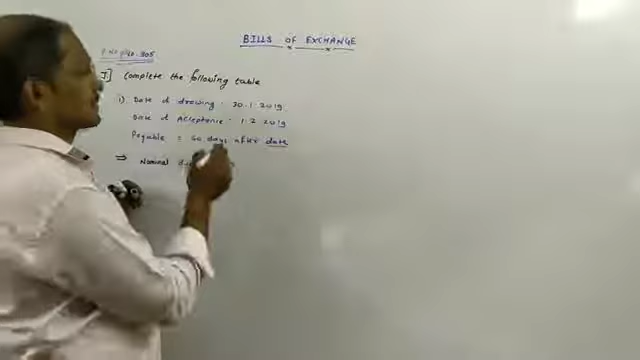 BILLS of EXCHANGE
I] Complete the following table
1) Date of drawing - 30.1.2019
Date of Acceptance - 1.2.2019
Payable = 60 days after date
⇒ Nominal